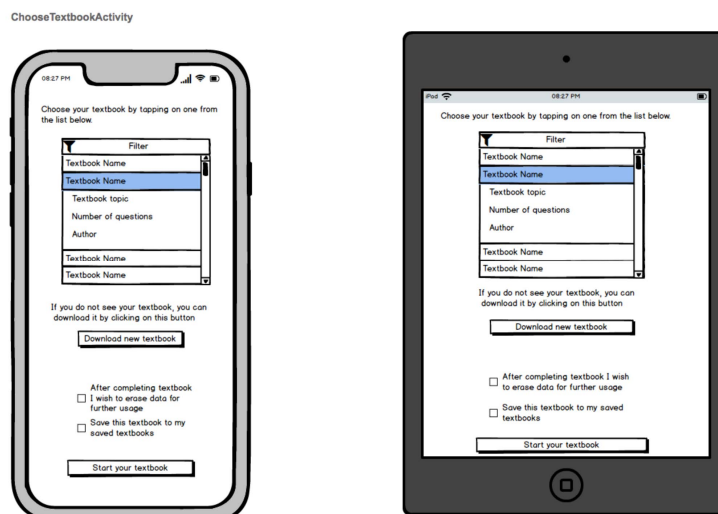 ChooseTextbookActivity
08:27 PM
Choose your textbook by tapping on one from
the list below.
Filter
Textbook Name
Textbook Name
Textbook topic
Number of questions
Author
Textbook Name
Textbook Name
If you do not see your textbook, you can
download it by clicking on this button
Download new textbook
After completing textbook
I wish to erase data for
further usage
Save this textbook to my
saved textbooks
Start your textbook
iPod
08:27 PM
Choose your textbook by tapping on one from the list below.
Filter
Textbook Name
Textbook Name
Textbook topic
Number of questions
Author
Textbook Name
Textbook Name
If you do not see your textbook, you can
download it by clicking on this button
Download new textbook
After completing textbook I wish
to erase data for further usage
Save this textbook to my saved
textbooks
Start your textbook